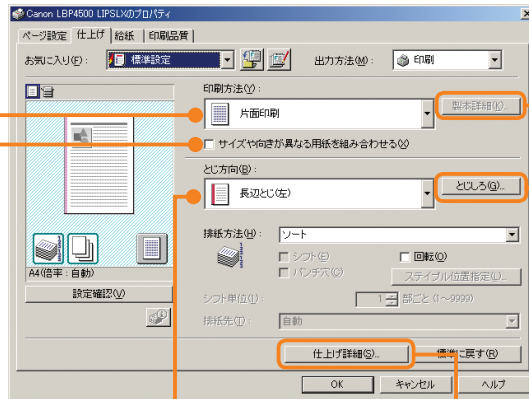 Canon LBP4500 LIPSLXのプロパティ
ページ設定 仕上げ 給紙 印刷品質
お気に入り(F): 標準設定 出力方法(M): 印刷
印刷方法(Y):
片面印刷 製本詳細(K)...
サイズや向きが異なる用紙を組み合わせる(X)
とじ方向(B):
長辺とじ(左) とじしろ(G)...
排紙方法(H): ソート
シフト(E) 回転(O)
パンチ穴(C) ステイプル位置指定(L)...
A4(倍率:自動)
設定確認(V)
シフト単位(I): 1 部ごと (1~9999)
排紙先(T): 自動
仕上げ詳細(S)... 標準に戻す(R)
OK キャンセル ヘルプ